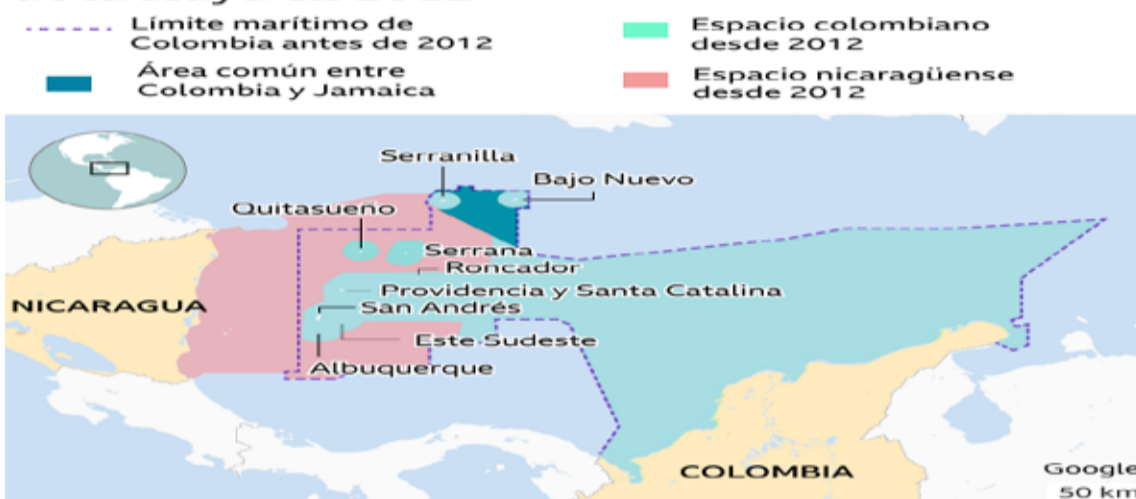 Límite marítimo de
Colombia antes de 2012
Espacio colombiano
desde 2012
Área común entre
Colombia y Jamaica
Espacio nicaragüense
desde 2012
Serranilla
Bajo Nuevo
Quitasueño
Serrana
Roncador
NICARAGUA
Providencia y Santa Catalina
San Andrés
Este Sudeste
Albuquerque
COLOMBIA
Google
50 km